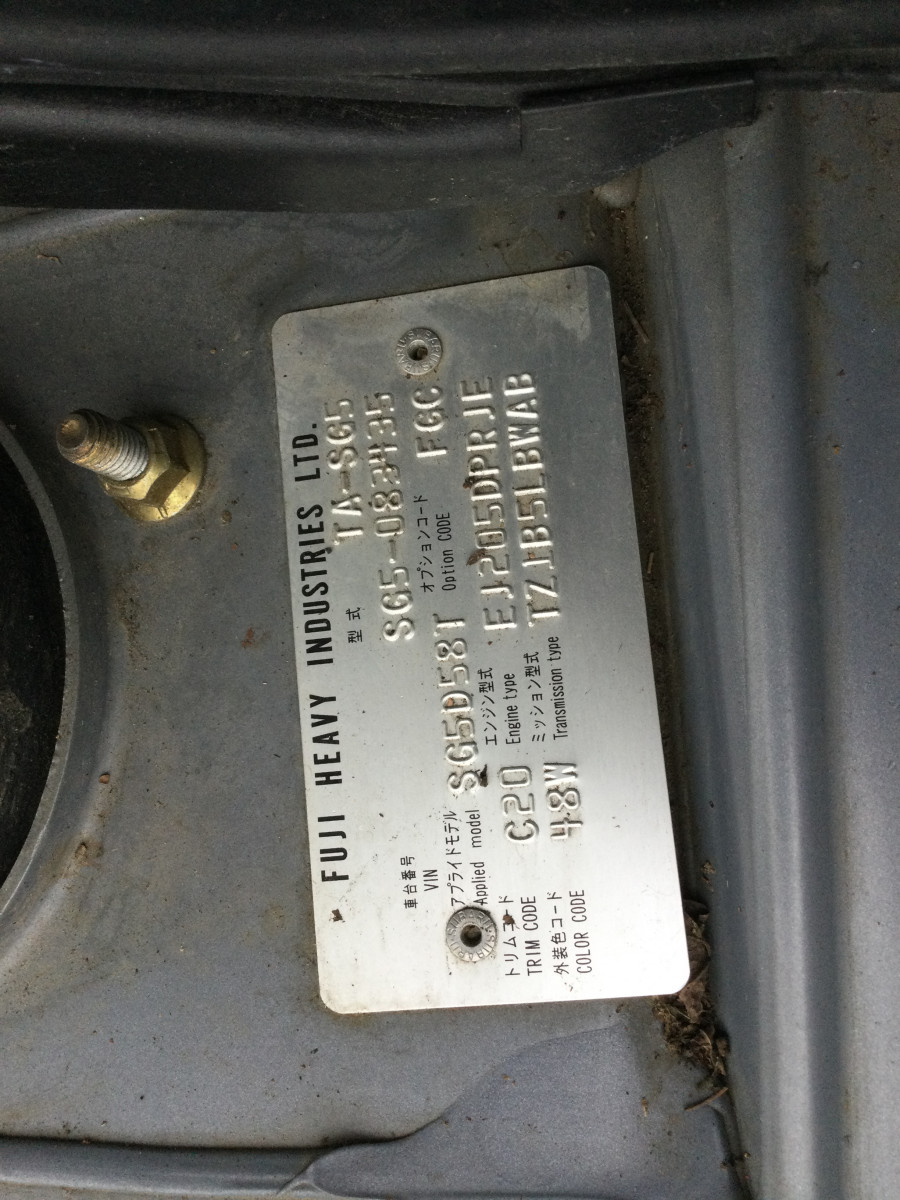 FUJI HEAVY INDUSTRIES LTD.
型式 TA-SG5
車台番号 VIN SG5-083435
アプライドモデル オプションコード
Applied model SG5D58T Option CODE FGC
トリムコード エンジン型式
TRIM CODE C20 Engine type EJ205DPRJE
外装色コード ミッション型式
COLOR CODE 48W Transmission type TZ1B5LBWAB